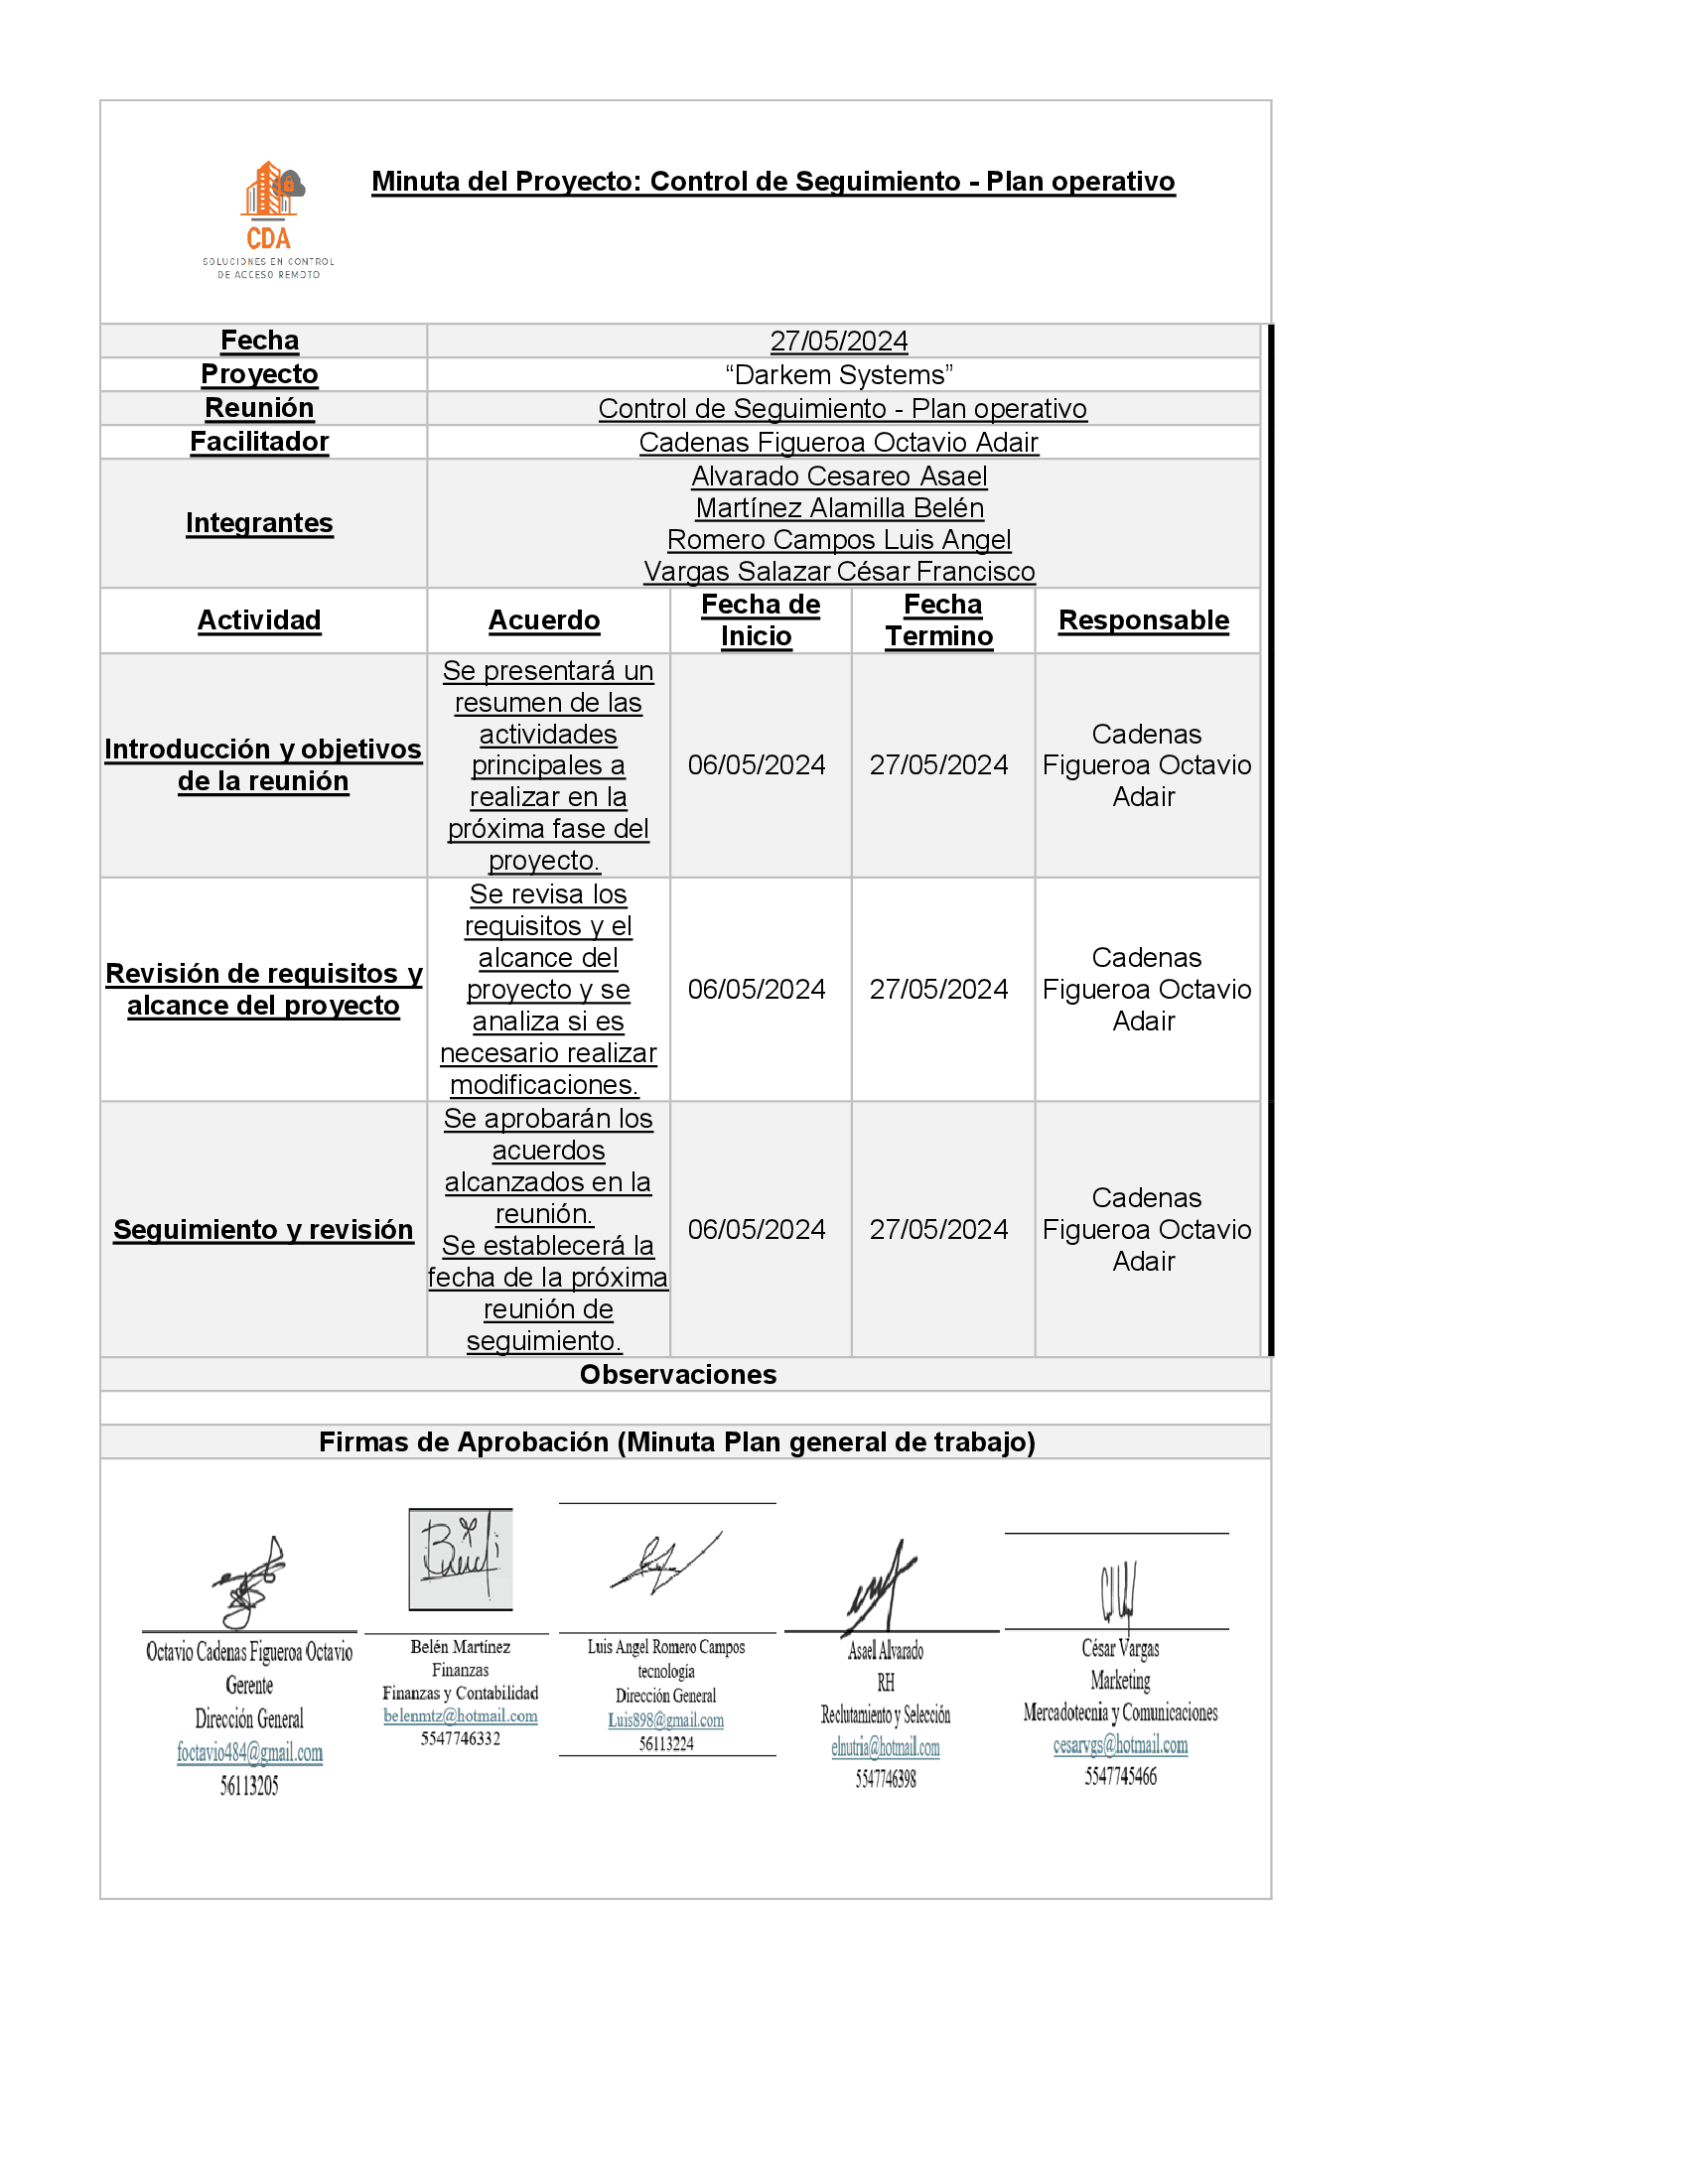 Minuta del Proyecto: Control de Seguimiento - Plan operativo
CDA
SOLUCIONES EN CONTROL
DE ACCESO REMOTO
Fecha
27/05/2024
Proyecto
“Darkem Systems”
Reunión
Control de Seguimiento - Plan operativo
Facilitador
Cadenas Figueroa Octavio Adair
Integrantes
Alvarado Cesareo Asael
Martínez Alamilla Belén
Romero Campos Luis Angel
Vargas Salazar César Francisco
Actividad
Acuerdo
Fecha de
Inicio
Fecha
Termino
Responsable
Introducción y objetivos
de la reunión
Se presentará un
resumen de las
actividades
principales a
realizar en la
próxima fase del
proyecto.
06/05/2024
27/05/2024
Cadenas
Figueroa Octavio
Adair
Revisión de requisitos y
alcance del proyecto
Se revisa los
requisitos y el
alcance del
proyecto y se
analiza si es
necesario realizar
modificaciones.
06/05/2024
27/05/2024
Cadenas
Figueroa Octavio
Adair
Seguimiento y revisión
Se aprobarán los
acuerdos
alcanzados en la
reunión.
Se establecerá la
fecha de la próxima
reunión de
seguimiento.
06/05/2024
27/05/2024
Cadenas
Figueroa Octavio
Adair
Observaciones
Firmas de Aprobación (Minuta Plan general de trabajo)
Octavio Cadenas Figueroa Octavio
Gerente
Dirección General
foctavio484@gmail.com
56113205
Belén Martínez
Finanzas
Finanzas y Contabilidad
belenmtz@hotmail.com
5547746332
Luis Angel Romero Campos
tecnología
Dirección General
Luis898@gmail.com
56113224
Asael Alvarado
RH
Reclutamiento y Selección
elnutria@hotmail.com
5547746398
César Vargas
Marketing
Mercadotecnia y Comunicaciones
cesarvgs@hotmail.com
5547745466